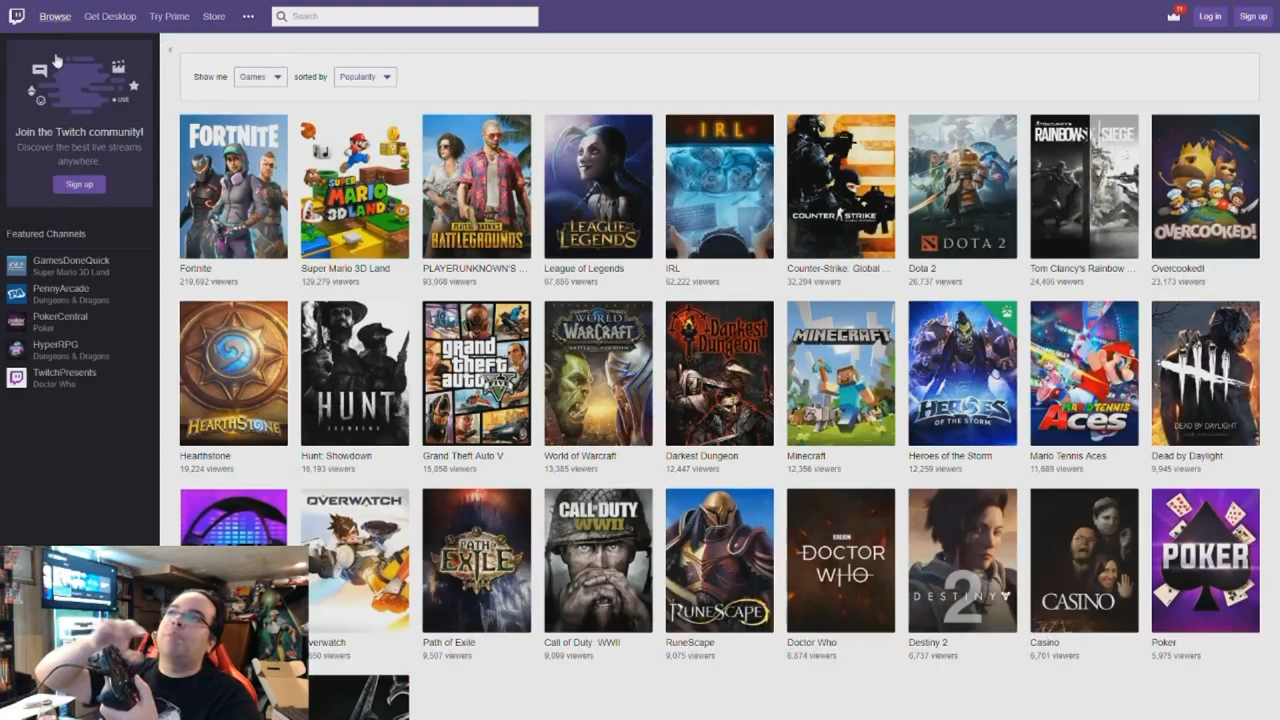 Browse Get Desktop Try Prime Store ••• Search 11 Log in Sign up
Show me Games sorted by Popularity
LIVE
Join the Twitch community!
Discover the best live streams
anywhere.
Sign up
Featured Channels
GamesDoneQuick
Super Mario 3D Land
PennyArcade
Dungeons & Dragons
PokerCentral
Poker
HyperRPG
Dungeons & Dragons
TwitchPresents
Doctor Who
FORTNITE
SUPER MARIO 3D LAND
BATTLEGROUNDS
LEAGUE of LEGENDS
IRL
COUNTER STRIKE
DOTA 2
RAINBOW SIEGE
OVERCOOKED!
Fortnite
219,692 viewers
Super Mario 3D Land
129,279 viewers
PLAYERUNKNOWN'S ...
93,068 viewers
League of Legends
67,886 viewers
IRL
62,222 viewers
Counter-Strike: Global ...
32,204 viewers
Dota 2
26,737 viewers
Tom Clancy's Rainbow ...
24,406 viewers
Overcooked!
23,173 viewers
HEARTHSTONE
HUNT
SHOWDOWN
grand theft auto V
WORLD WARCRAFT
Darkest Dungeon
MINECRAFT
HEROES OF THE STORM
MARIO TENNIS ACES
DEAD BY DAYLIGHT
Hearthstone
19,224 viewers
Hunt: Showdown
16,193 viewers
Grand Theft Auto V
15,858 viewers
World of Warcraft
13,385 viewers
Darkest Dungeon
12,447 viewers
Minecraft
12,356 viewers
Heroes of the Storm
12,259 viewers
Mario Tennis Aces
11,689 viewers
Dead by Daylight
9,945 viewers
OVERWATCH
PATH OF EXILE
CALL OF DUTY WWII
RUNESCAPE
BBC
DOCTOR WHO
DESTINY 2
CASINO
POKER
verwatch
650 viewers
Path of Exile
9,507 viewers
Call of Duty: WWII
9,099 viewers
RuneScape
9,075 viewers
Doctor Who
6,874 viewers
Destiny 2
6,737 viewers
Casino
6,701 viewers
Poker
5,975 viewers